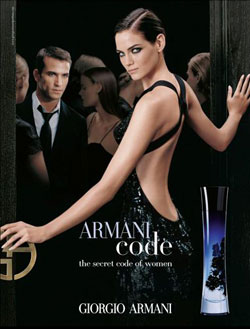 ARMANI
code
the secret code of women
GIORGIO ARMANI